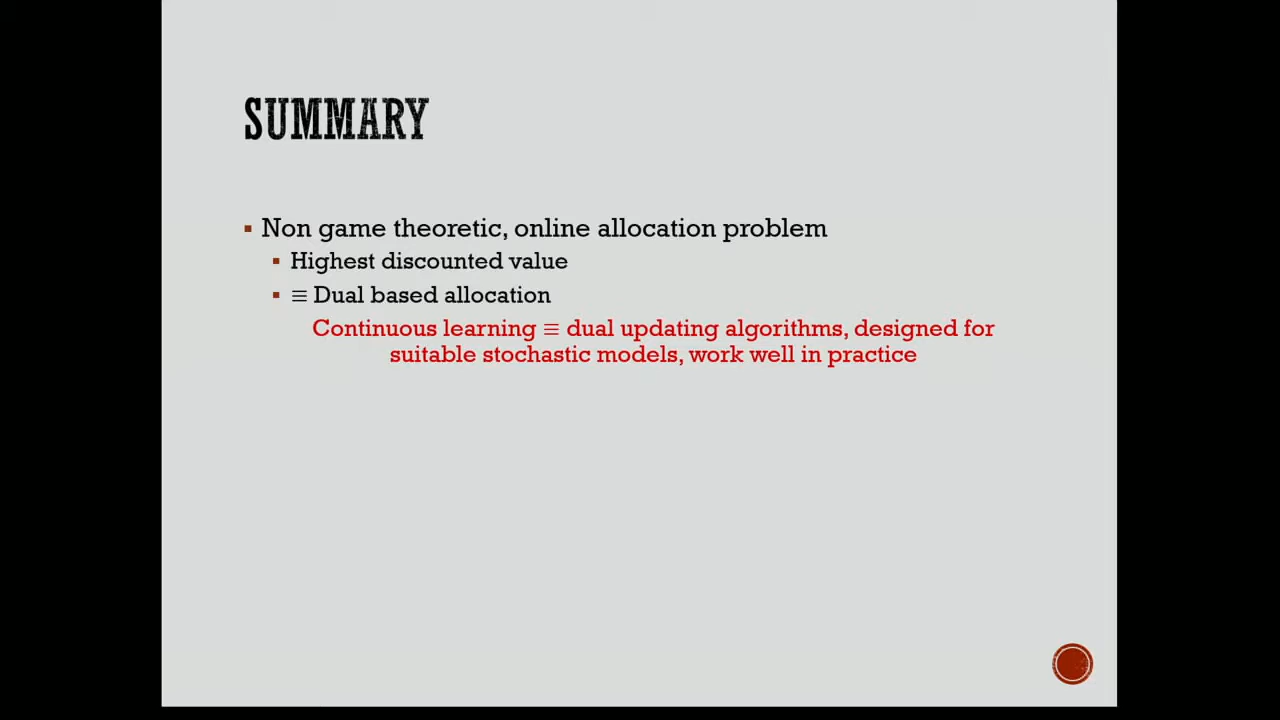 SUMMARY
Non game theoretic, online allocation problem
Highest discounted value
≡ Dual based allocation
Continuous learning ≡ dual updating algorithms, designed for
suitable stochastic models, work well in practice